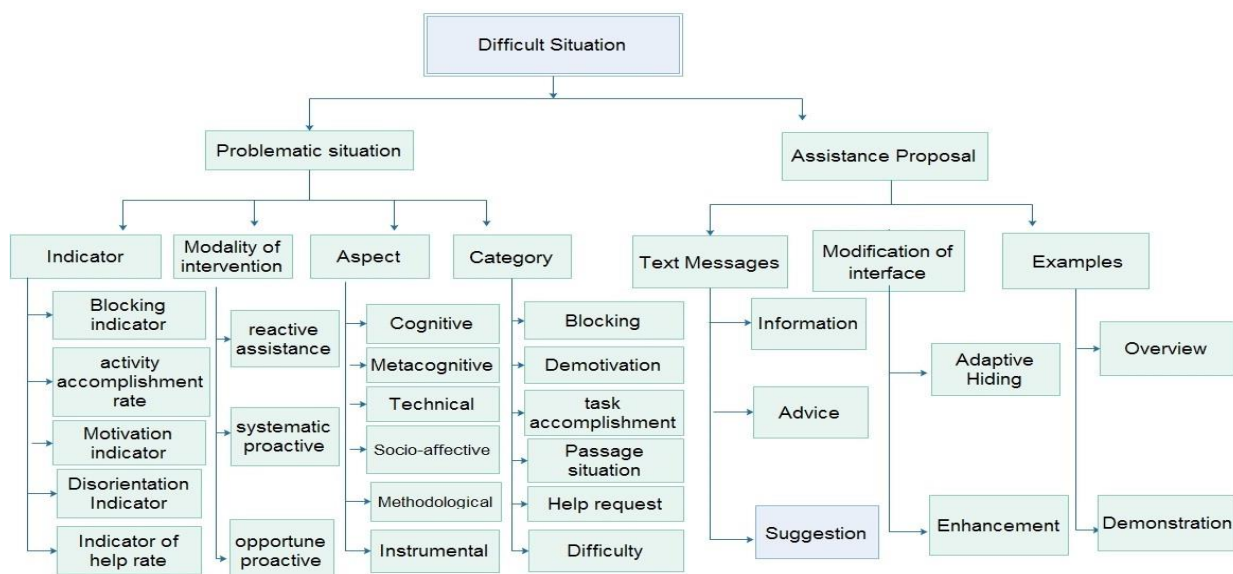 Difficult Situation
Problematic situation
Assistance Proposal
Indicator
Modality of
intervention
Aspect
Category
Text Messages
Modification of
interface
Examples
Blocking
indicator
activity
accomplishment
rate
Motivation
indicator
Disorientation
Indicator
Indicator of
help rate
reactive
assistance
systematic
proactive
opportune
proactive
Cognitive
Metacognitive
Technical
Socio-affective
Methodological
Instrumental
Blocking
Demotivation
task
accomplishment
Passage
situation
Help request
Difficulty
Information
Advice
Suggestion
Adaptive
Hiding
Enhancement
Overview
Demonstration